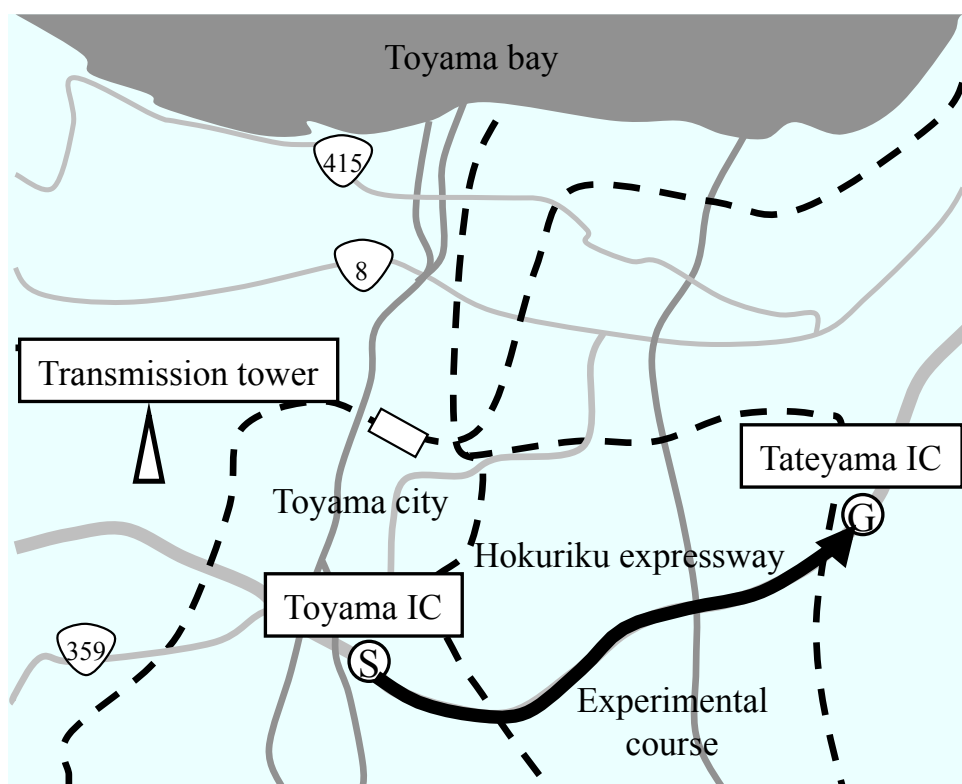 Toyama bay
415
8
Transmission tower
Tateyama IC
Toyama city
G
Hokuriku expressway
Toyama IC
359
S
Experimental
course